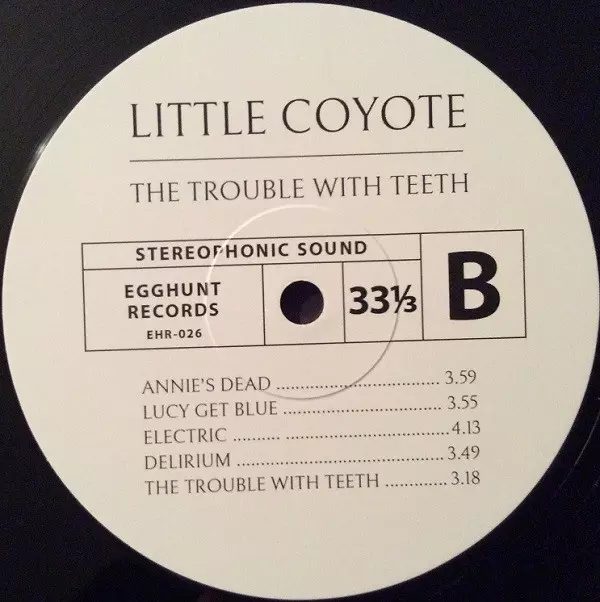 LITTLE COYOTE
THE TROUBLE WITH TEETH
STEREOPHONIC SOUND
EGGHUNT
RECORDS
EHR-026
33⅓
B
ANNIE'S DEAD ................................. 3.59
LUCY GET BLUE ................................ 3.55
ELECTRIC ......... ................................4.13
DELIRIUM ........................................ 3.49
THE TROUBLE WITH TEETH ............ 3.18